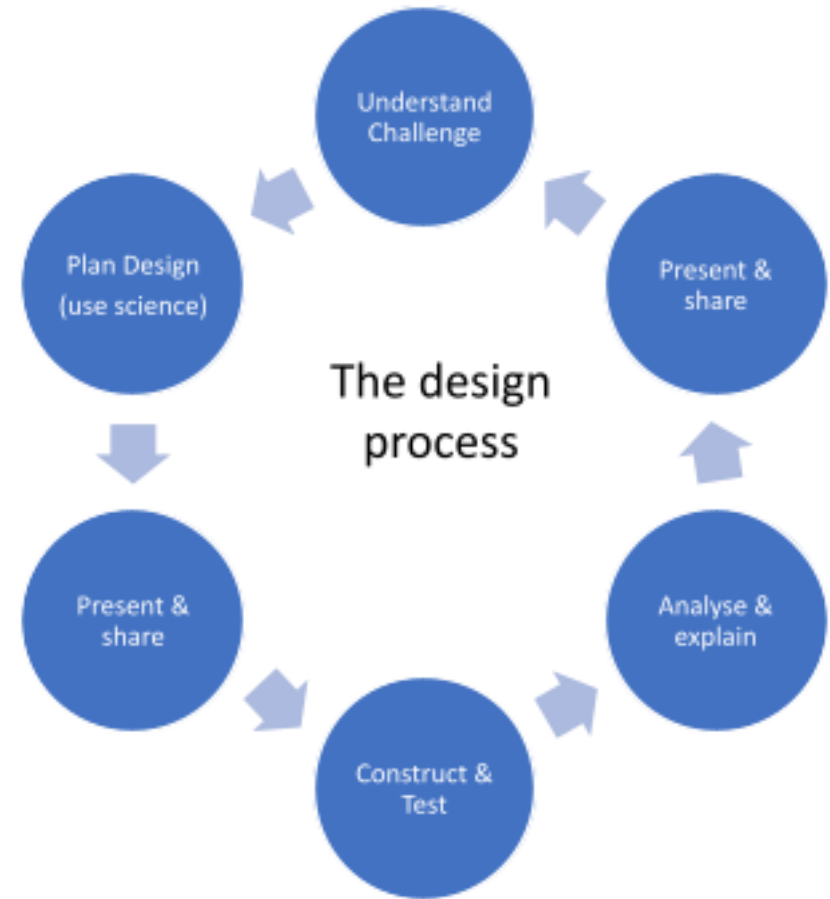 Understand
Challenge
Plan Design
(use science)
Present &
share
Construct &
Test
Analyse &
explain
Present &
share
The design
process